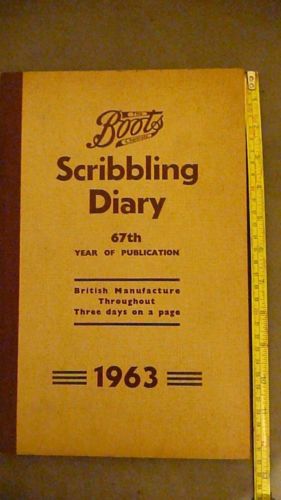 Boots
Scribbling
Diary
67th
YEAR OF PUBLICATION
British Manufacture
Throughout
Three days on a page
1963